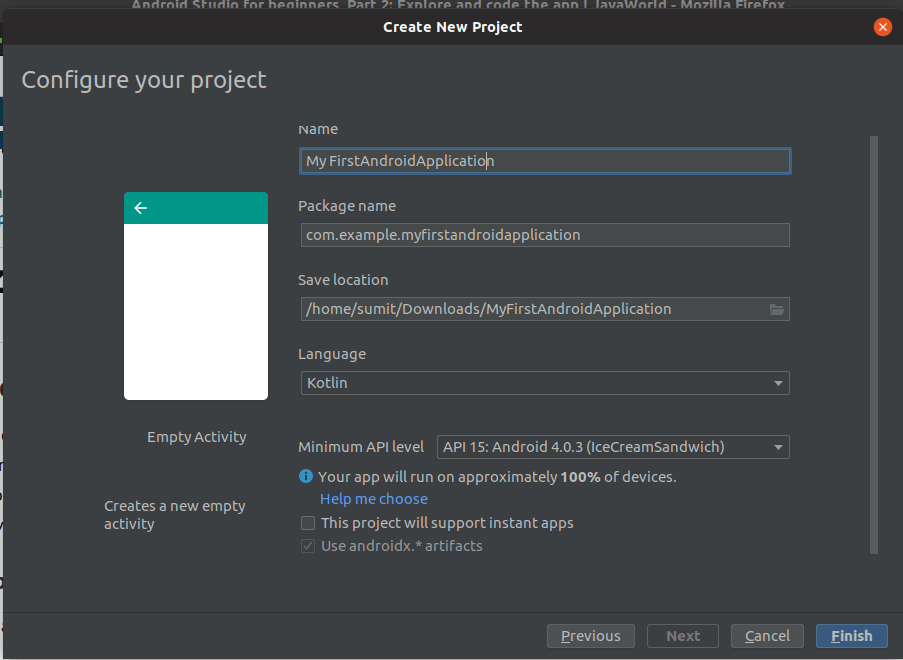 Android Studio for beginners, Part 2: Explore and code the app | JavaWorld - Mozilla Firefox
Create New Project
Configure your project
Name
My FirstAndroidApplication
Package name
com.example.myfirstandroidapplication
Save location
/home/sumit/Downloads/MyFirstAndroidApplication
Language
Kotlin
Empty Activity
Creates a new empty
activity
Minimum API level
API 15: Android 4.0.3 (IceCreamSandwich)
Your app will run on approximately 100% of devices.
Help me choose
This project will support instant apps
Use androidx.* artifacts
Previous
Next
Cancel
Finish